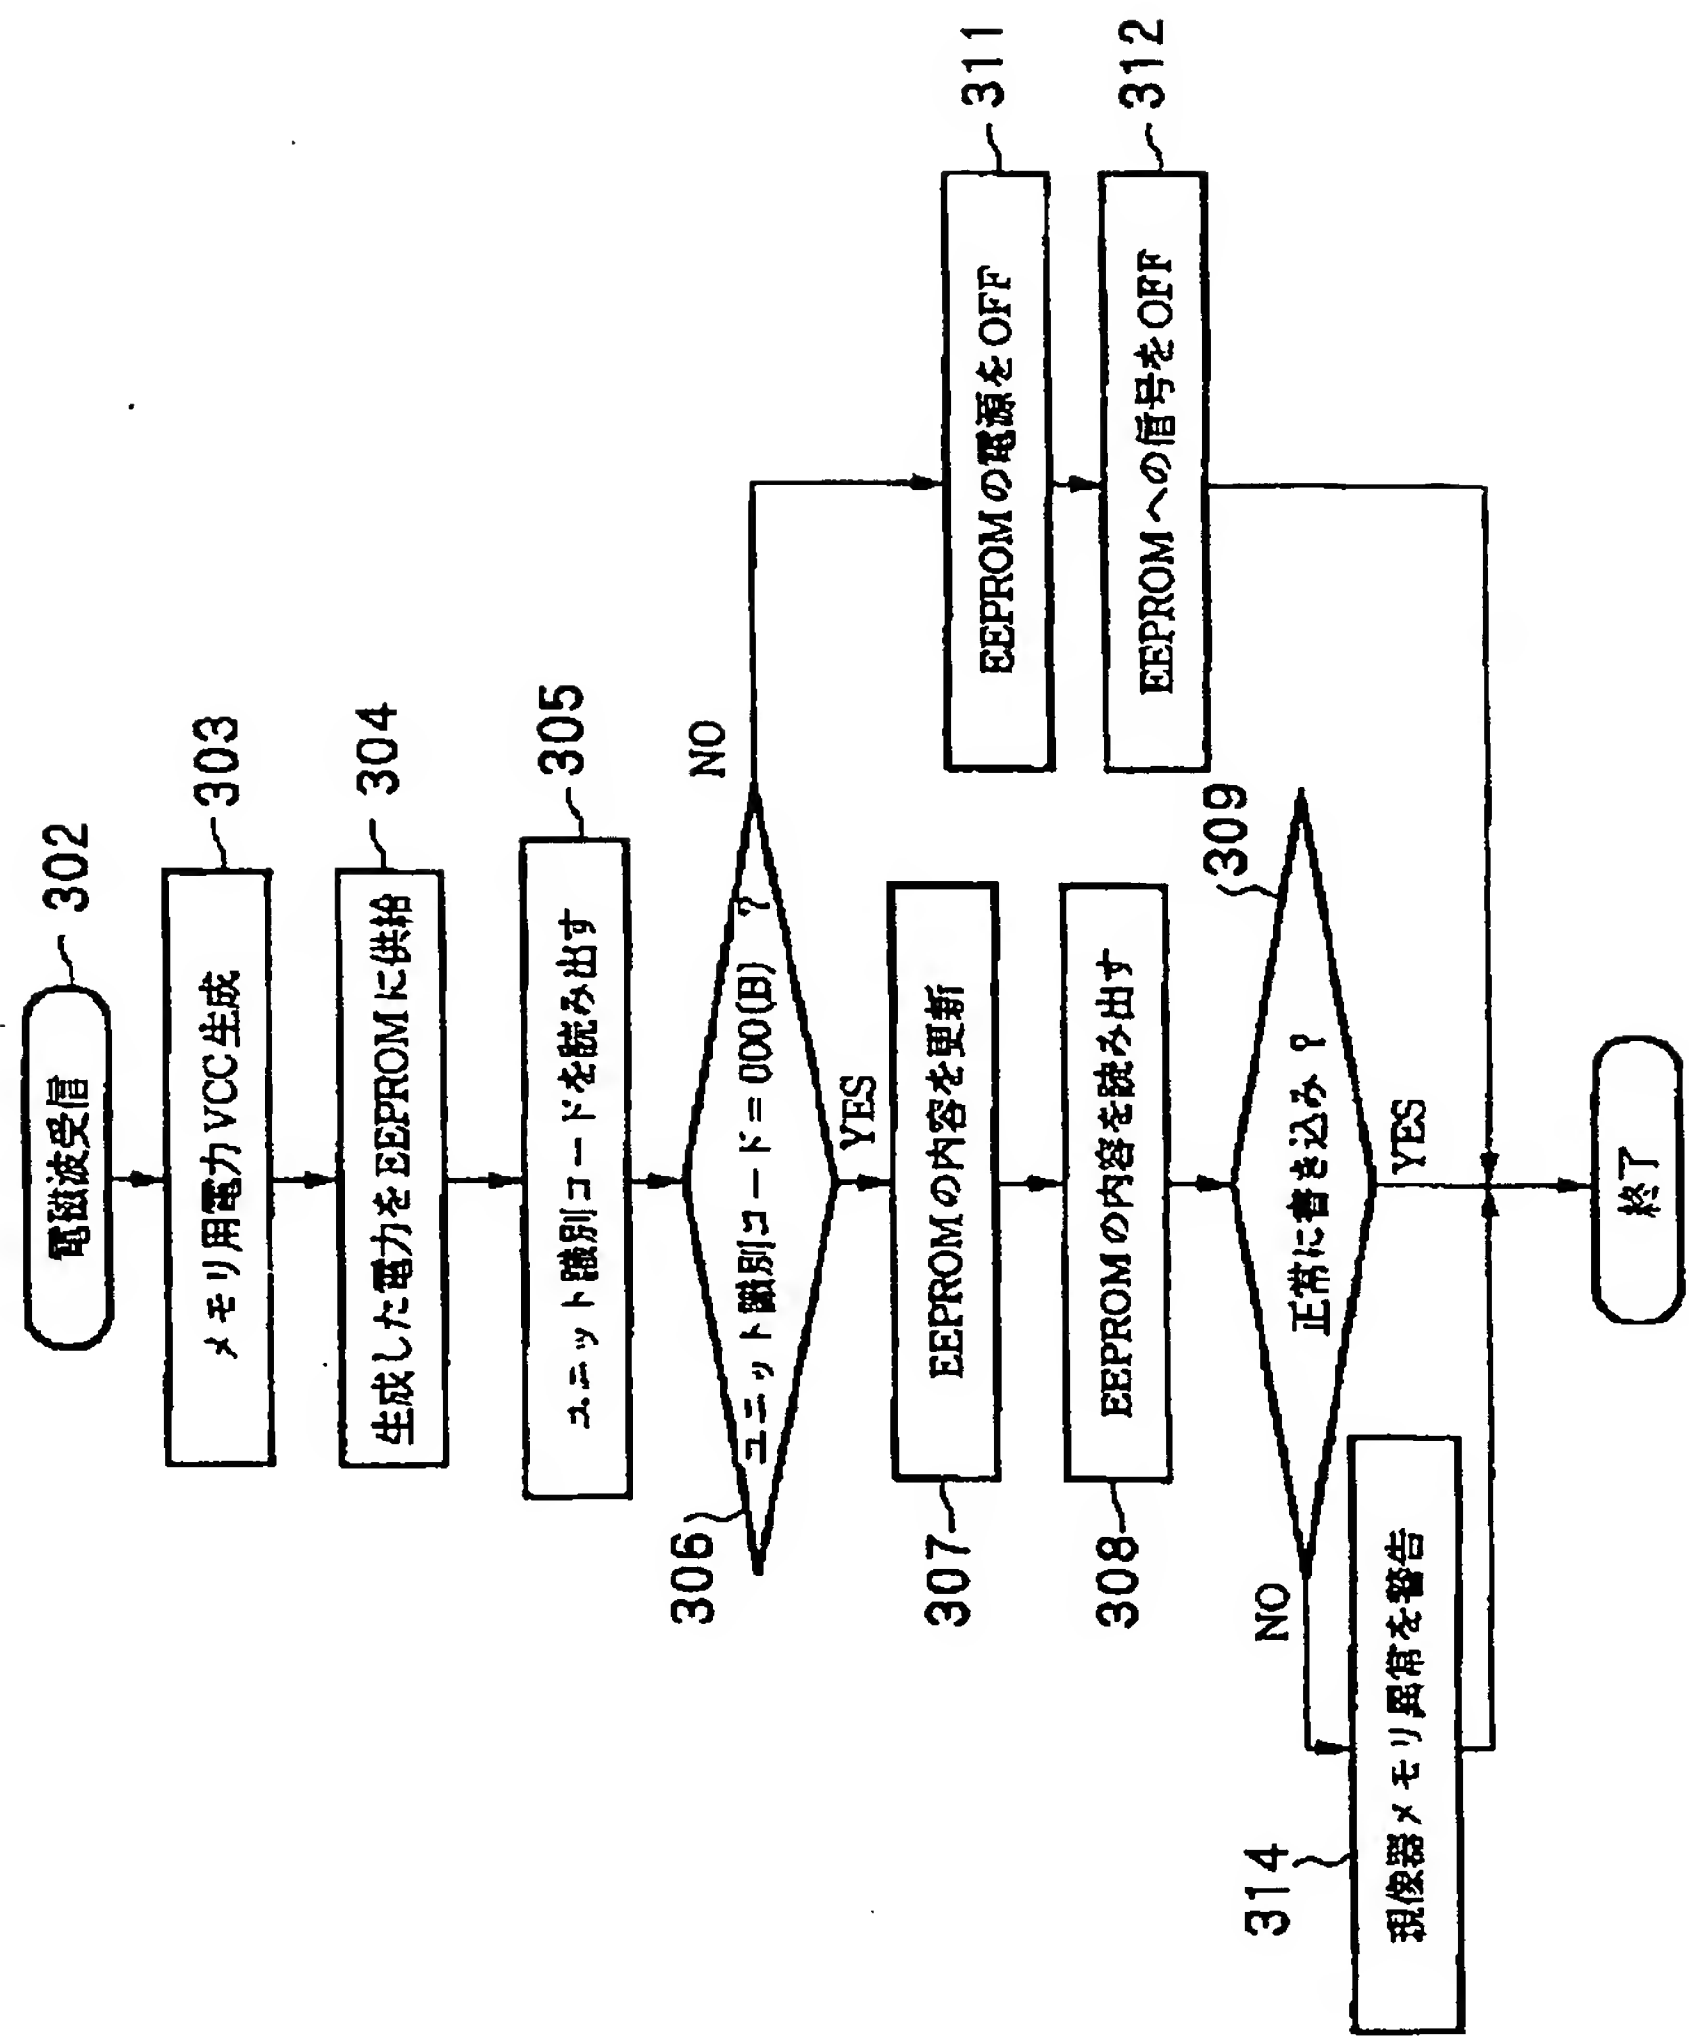 電磁波受信
302
メモリ用電力VCC生成
303
生成した電力をEEPROMに供給
304
ユニット識別コードを読み出す
305
306
ユニット識別コード＝000(B) ？
NO
YES
307
EEPROMの内容を更新
EEPROMの電源をOFF
311
308
EEPROMの内容を読み出す
EEPROMへの信号をOFF
312
309
正常に書き込み？
NO
YES
314
現像器メモリ異常を警告
終了